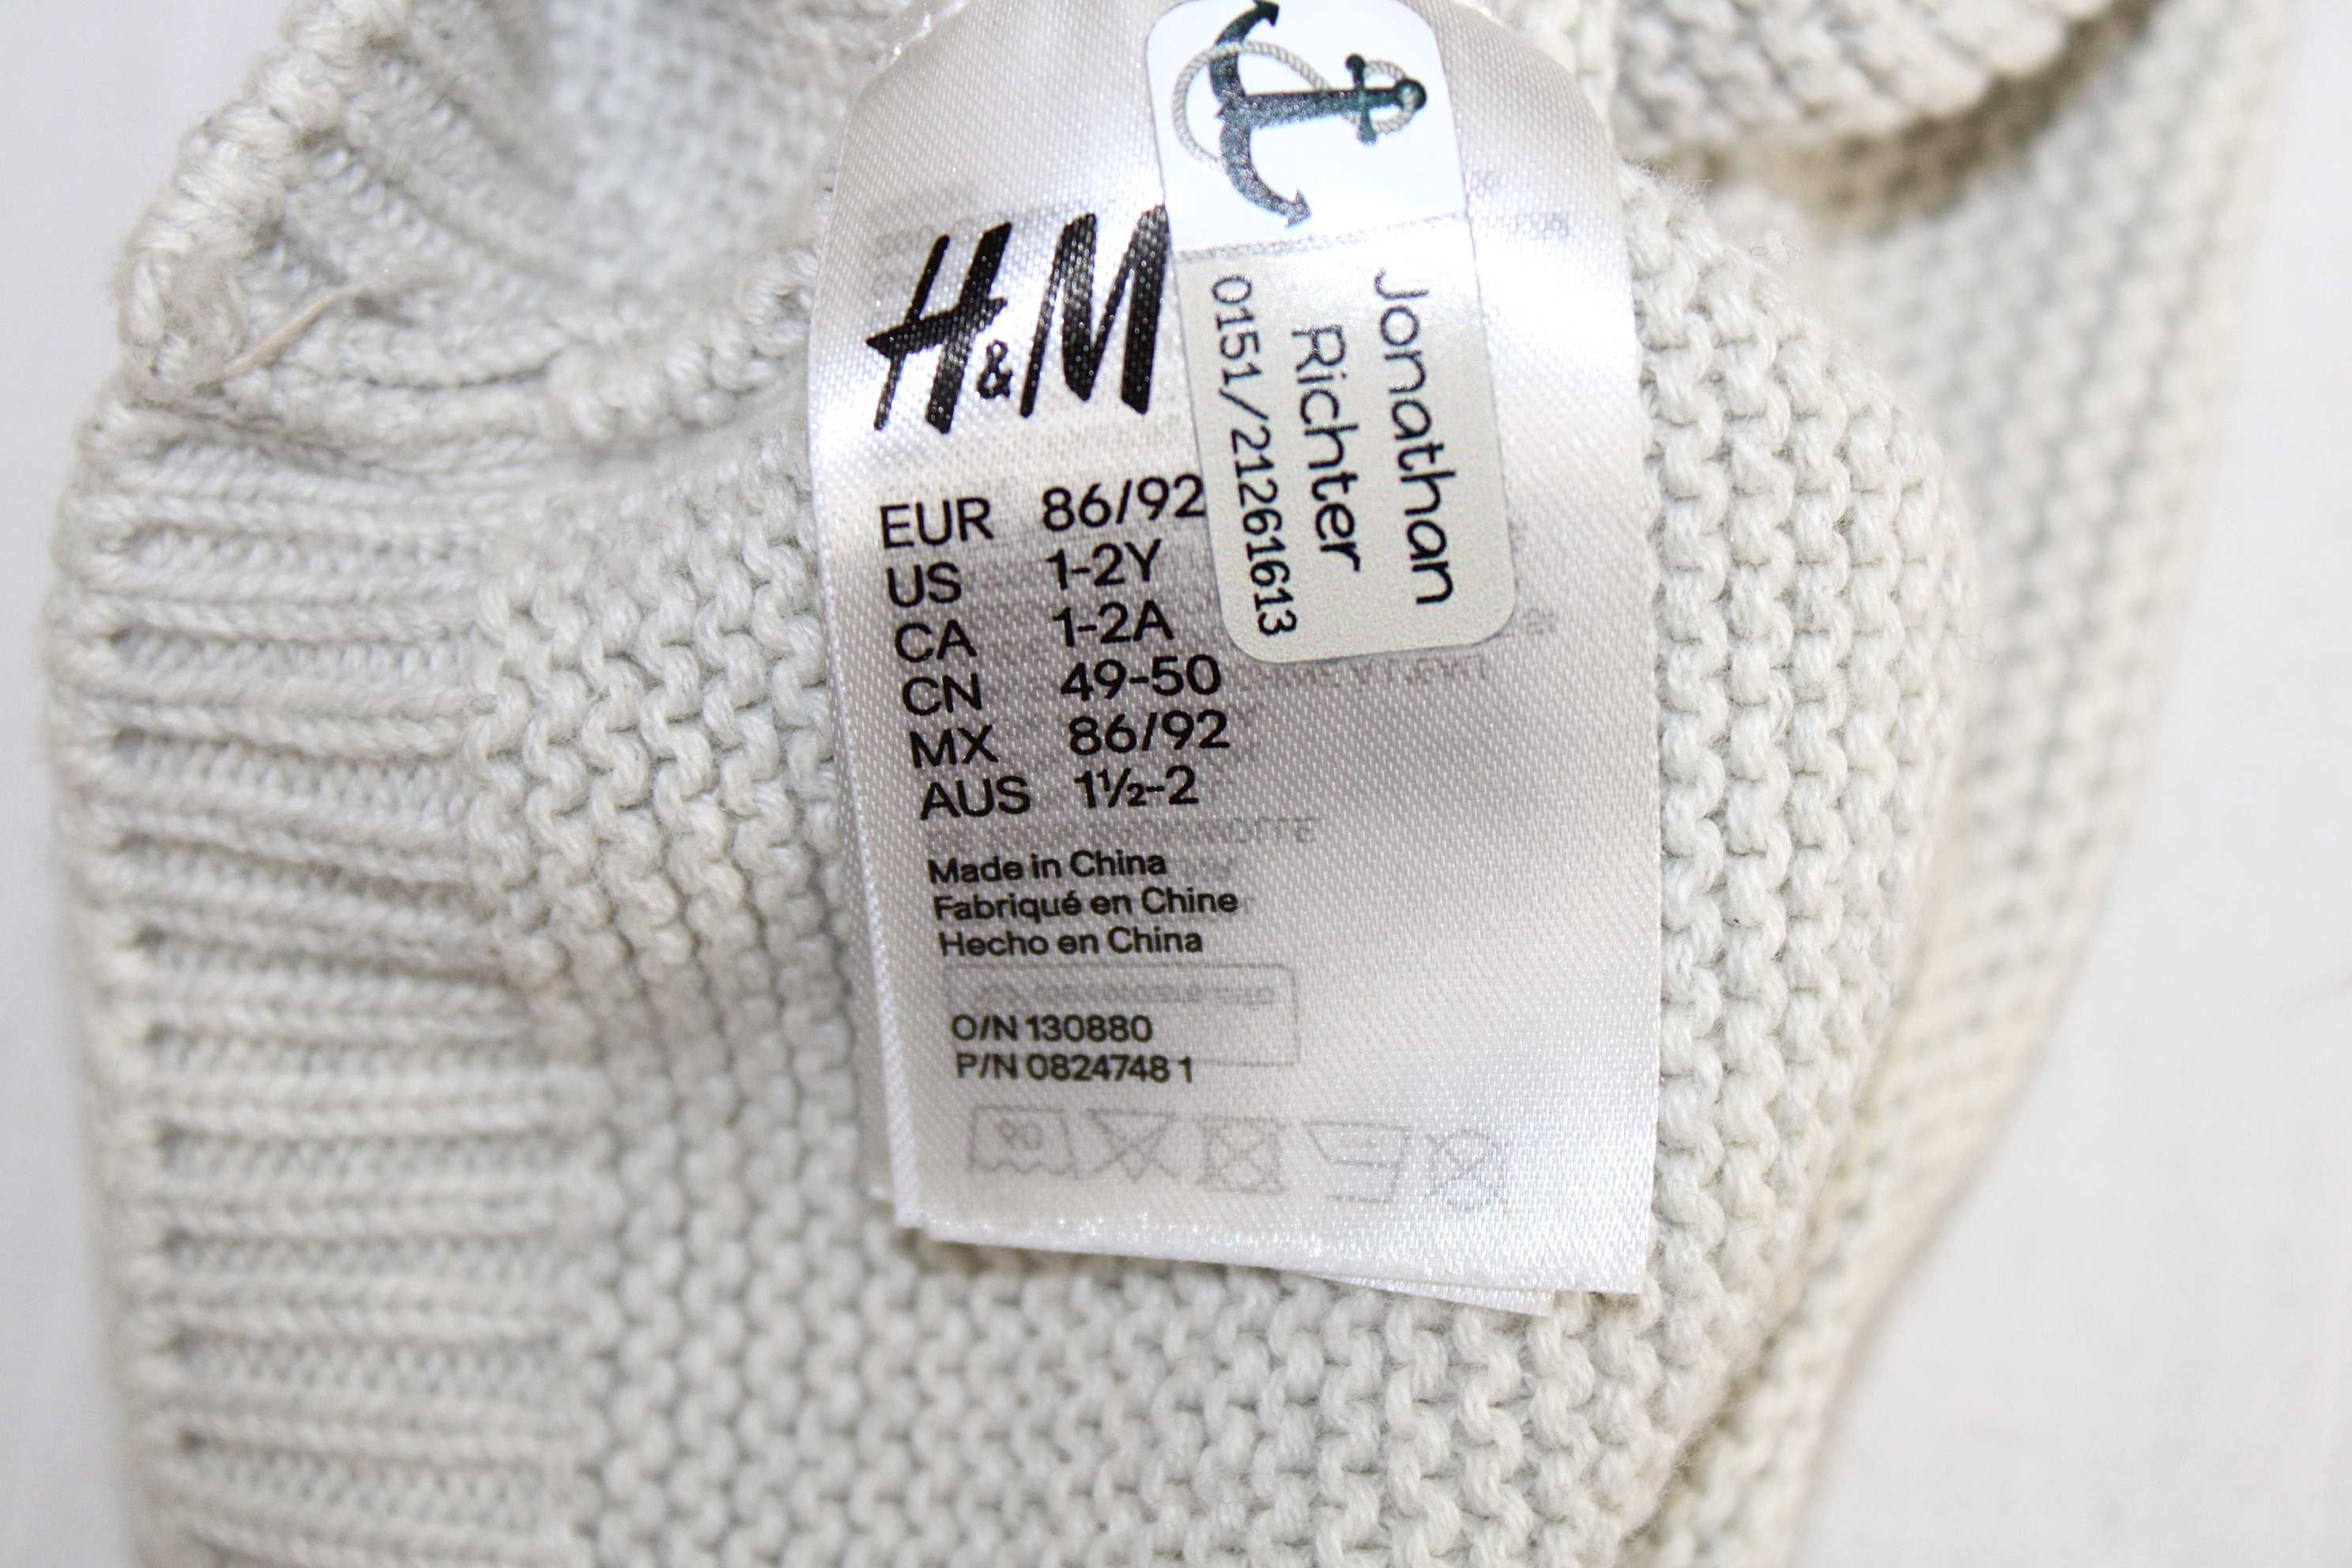 H&M
EUR 86/92
US 1-2Y
CA 1-2A
CN 49-50
MX 86/92
AUS 1½-2
Made in China
Fabriqué en Chine
Hecho en China
O/N 130880
P/N 0824748 1
Jonathan
Richter
0151/21261613